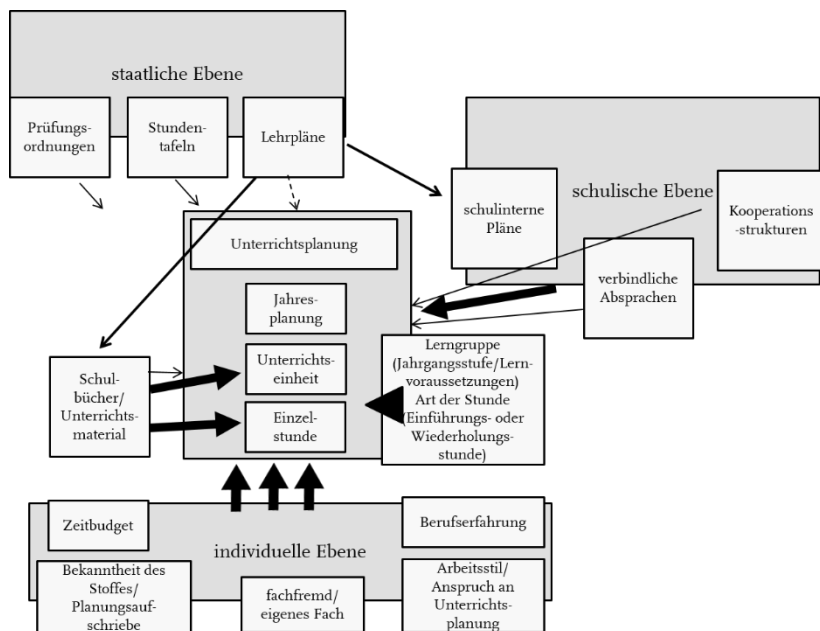 staatliche Ebene
Prüfungs-
ordnungen
Stunden-
tafeln
Lehrpläne
schulische Ebene
schulinterne
Pläne
Kooperations
-strukturen
verbindliche
Absprachen
Unterrichtsplanung
Jahres-
planung
Unterrichts-
einheit
Einzel-
stunde
Schul-
bücher/
Unterrichts-
material
Lerngruppe
(Jahrgangsstufe/Lern-
voraussetzungen)
Art der Stunde
(Einführungs- oder
Wiederholungs-
stunde)
Zeitbudget
Berufserfahrung
individuelle Ebene
Bekanntheit des
Stoffes/
Planungsauf-
schriebe
fachfremd/
eigenes Fach
Arbeitsstil/
Anspruch an
Unterrichts-
planung